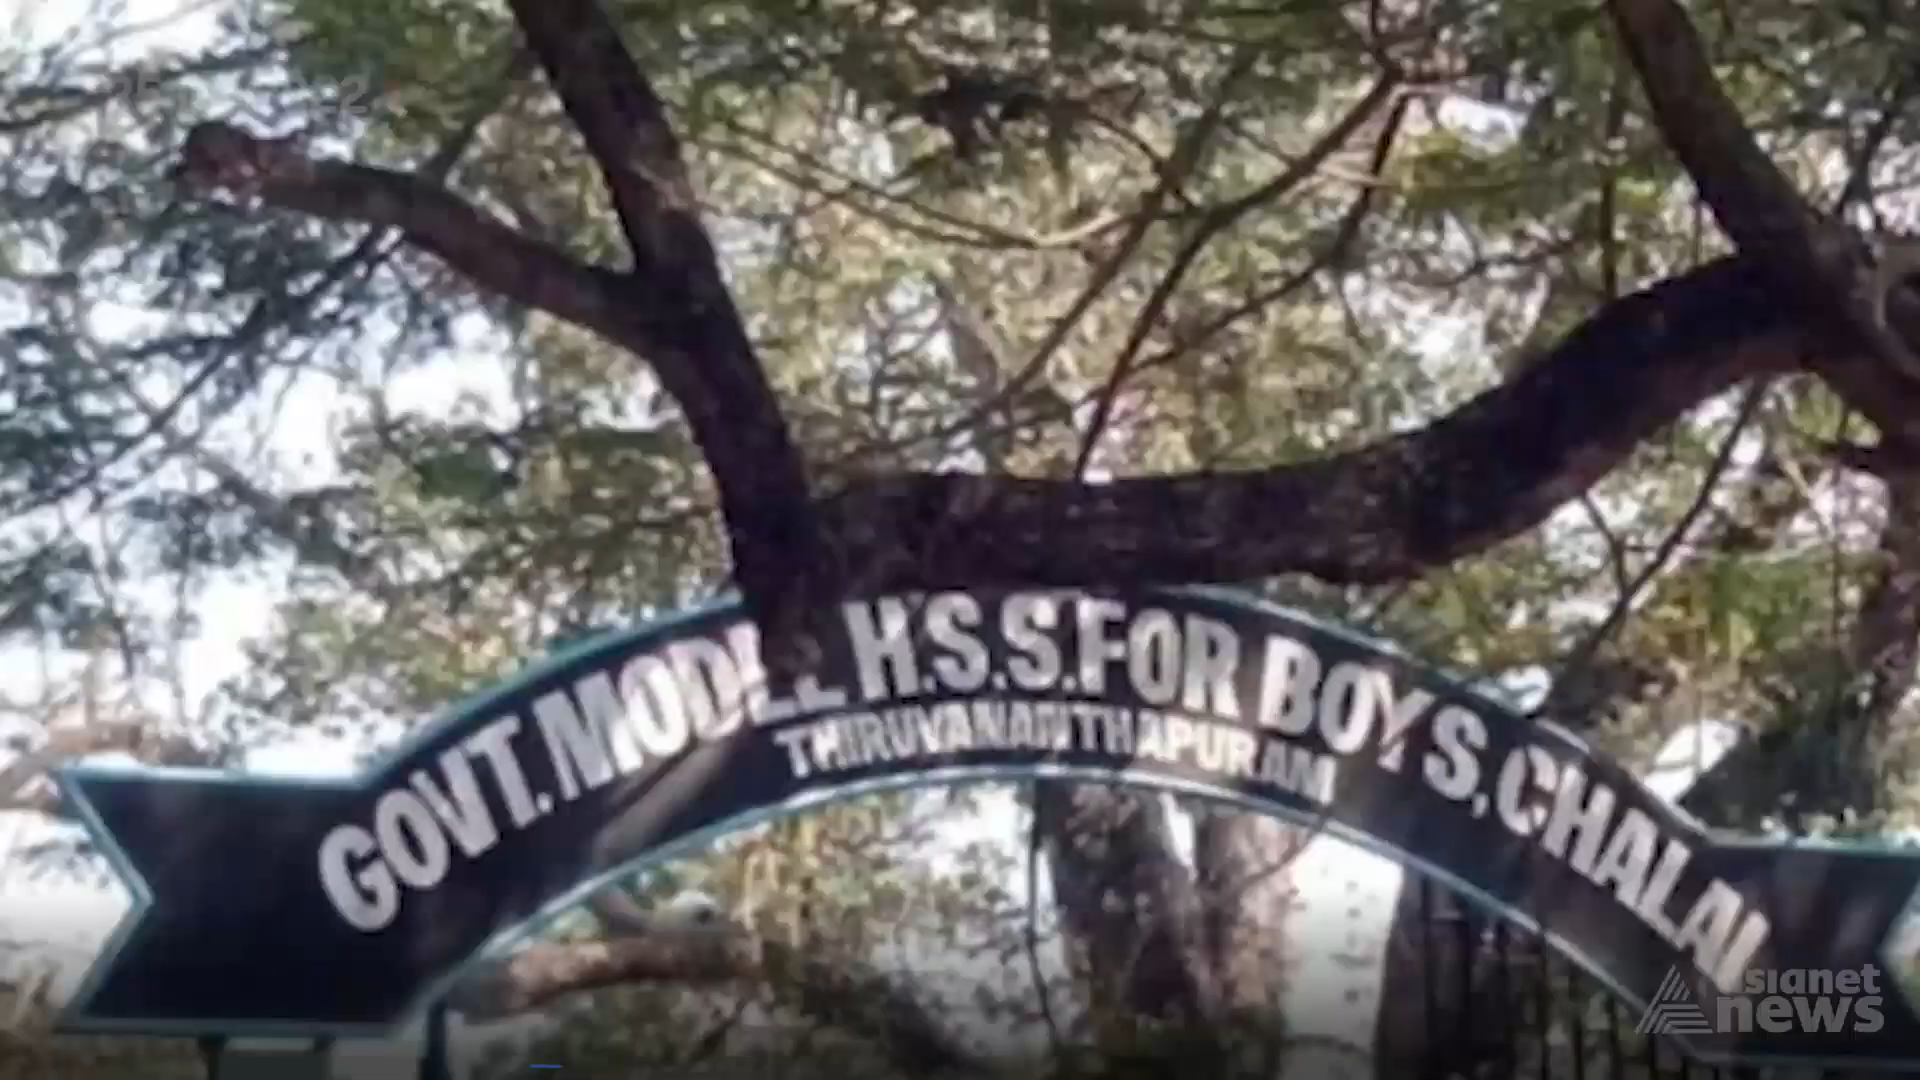 GOVT.MODEL H.S.S.FOR BOYS,CHALAI
THIRUVANANTHAPURAM
asianet
news